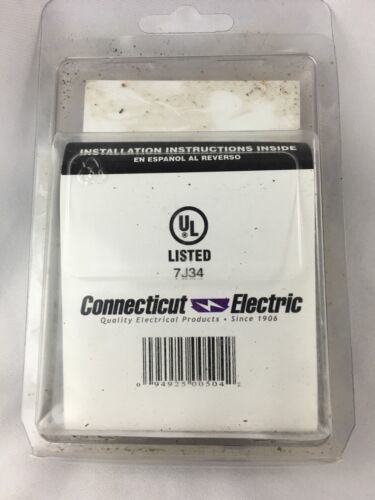 INSTALLATION INSTRUCTIONS INSIDE
EN ESPAÑOL AL REVERSO
UL
LISTED
7J34
Connecticut Electric
Quality Electrical Products • Since 1906
0 94925 00504 2